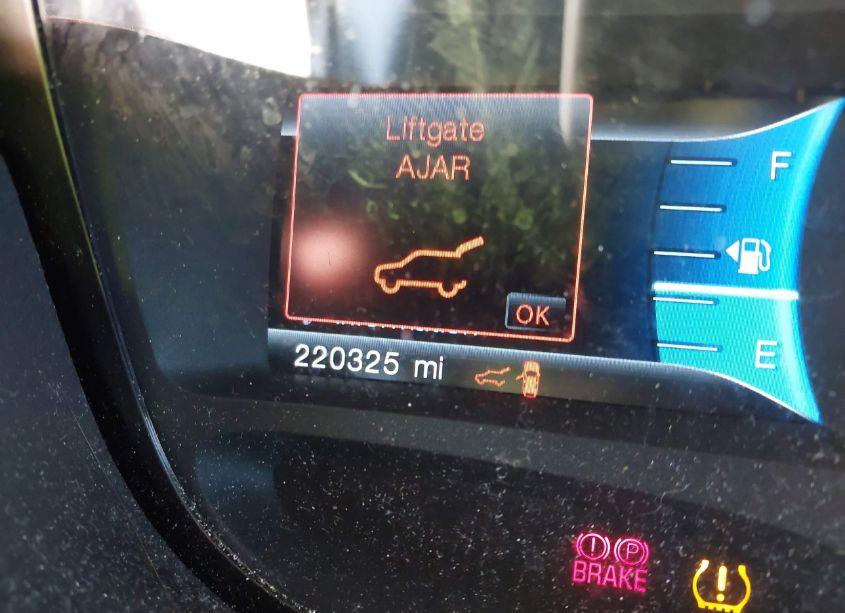 Liftgate
AJAR
F
OK
E
220325 mi
! P
BRAKE
!